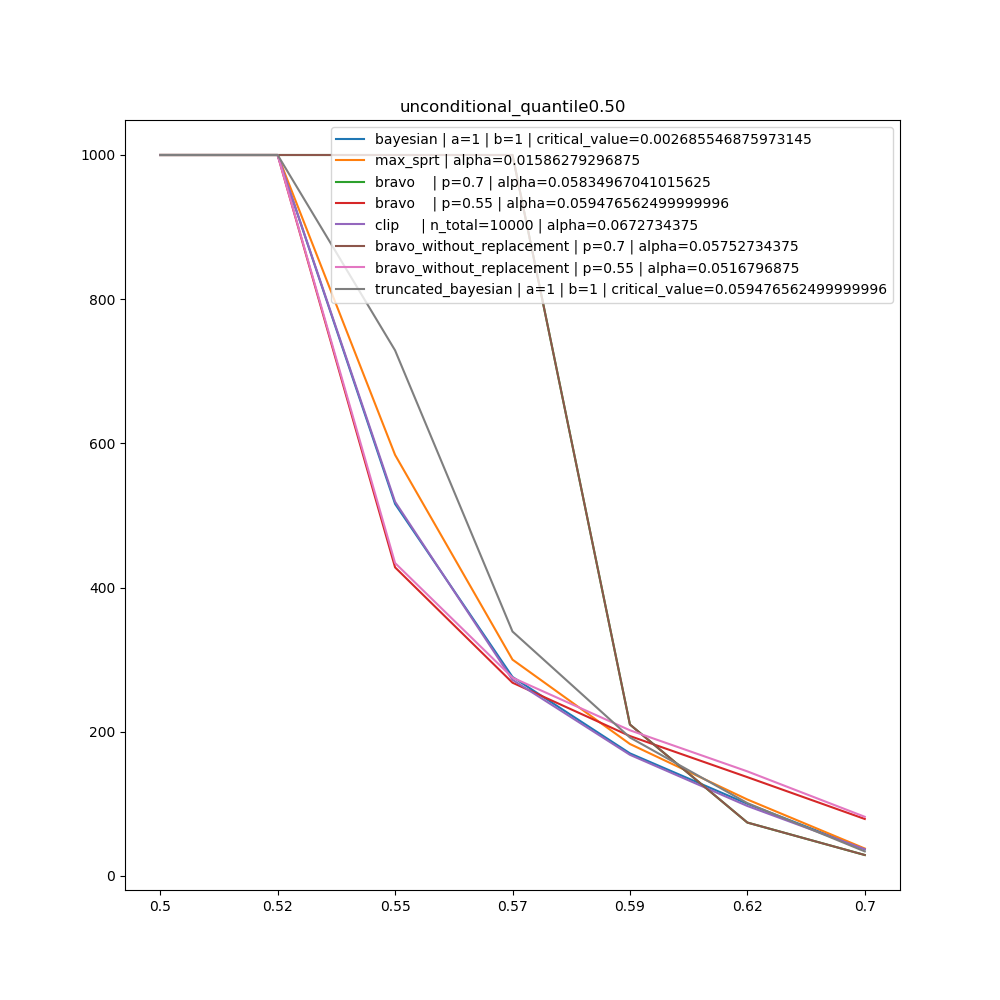 unconditional_quantile0.50
bayesian | a=1 | b=1 | critical_value=0.002685546875973145
max_sprt | alpha=0.01586279296875
bravo    | p=0.7 | alpha=0.05834967041015625
bravo    | p=0.55 | alpha=0.059476562499999996
clip     | n_total=10000 | alpha=0.0672734375
bravo_without_replacement | p=0.7 | alpha=0.05752734375
bravo_without_replacement | p=0.55 | alpha=0.0516796875
truncated_bayesian | a=1 | b=1 | critical_value=0.059476562499999996
1000
800
600
400
200
0
0.5 0.52 0.55 0.57 0.59 0.62 0.7